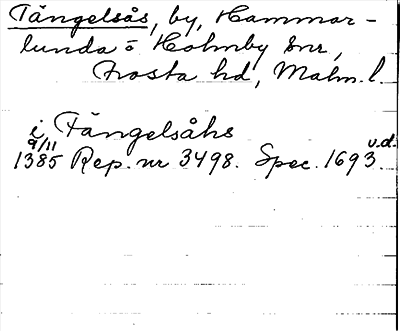 Tängelsås, by, Hammar-
lunda o Holmby snr,
Frosta hd, Malm. l.
i Tängelsåhs
9/11 v.d.
1385 Rep. nr 3498. Spec. 1693.